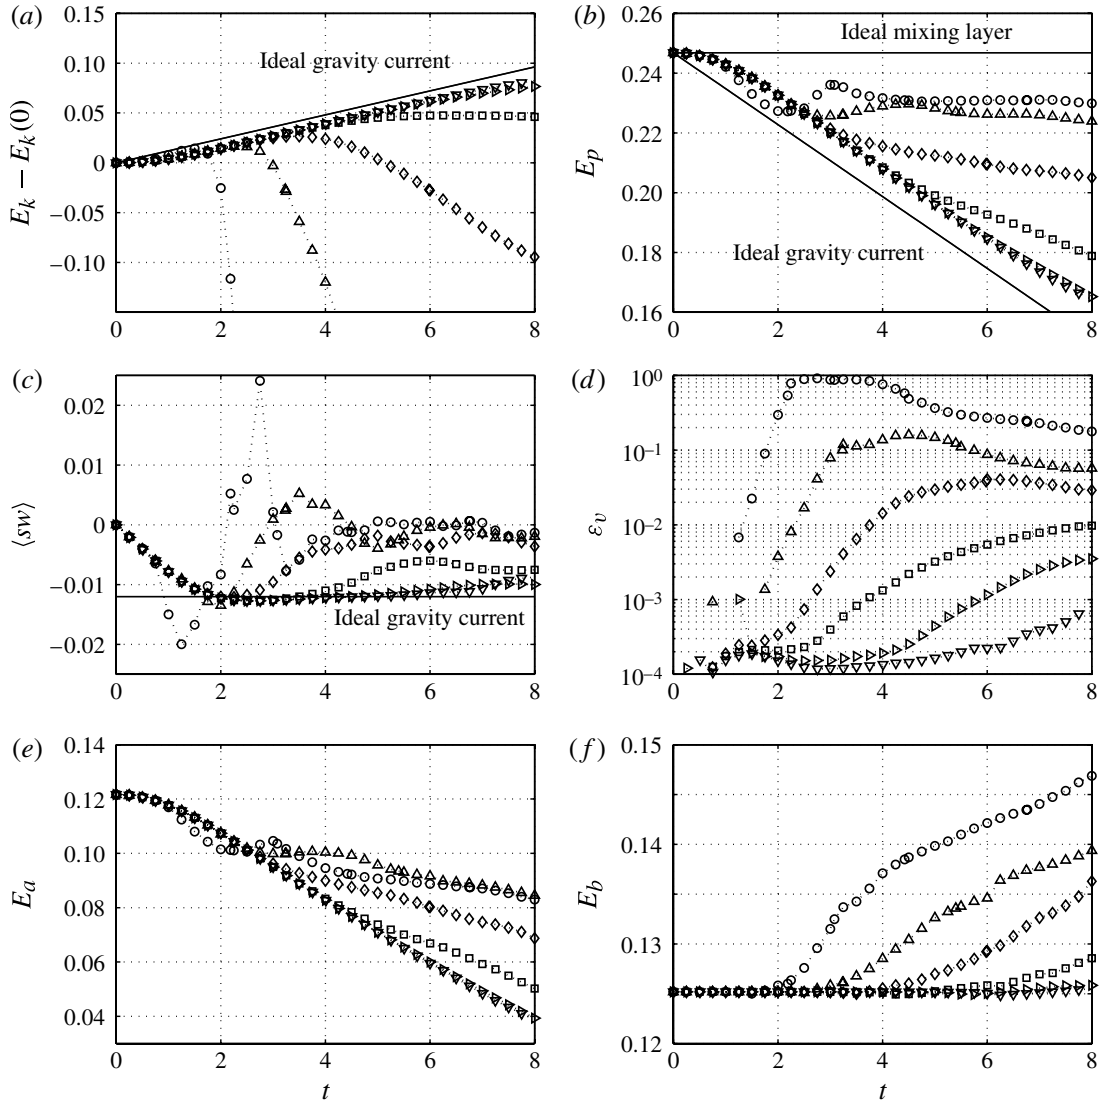 (a)
0.15
0.10
0.05
0
−0.05
−0.10
E_k − E_k(0)
Ideal gravity current
0 2 4 6 8
(b)
0.26
0.24
0.22
0.20
0.18
0.16
E_p
Ideal mixing layer
Ideal gravity current
0 2 4 6 8
(c)
0.02
0.01
0
−0.01
−0.02
⟨sw⟩
Ideal gravity current
0 2 4 6 8
(d)
10^0
10^−1
10^−2
10^−3
10^−4
ε_v
0 2 4 6 8
(e)
0.14
0.12
0.10
0.08
0.06
0.04
E_a
0 2 4 6 8
t
(f)
0.15
0.14
0.13
0.12
E_b
0 2 4 6 8
t